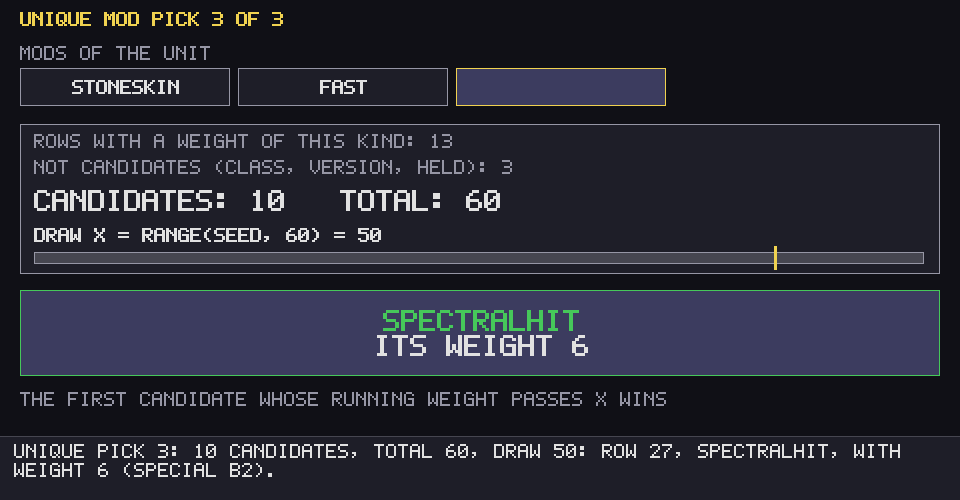 UNIQUE MOD PICK 3 OF 3
MODS OF THE UNIT
STONESKIN FAST
ROWS WITH A WEIGHT OF THIS KIND: 13
NOT CANDIDATES (CLASS, VERSION, HELD): 3
CANDIDATES: 10 TOTAL: 60
DRAW X = RANGE(SEED, 60) = 50
SPECTRALHIT
ITS WEIGHT 6
THE FIRST CANDIDATE WHOSE RUNNING WEIGHT PASSES X WINS
UNIQUE PICK 3: 10 CANDIDATES, TOTAL 60, DRAW 50: ROW 27, SPECTRALHIT, WITH
WEIGHT 6 (SPECIAL B2).